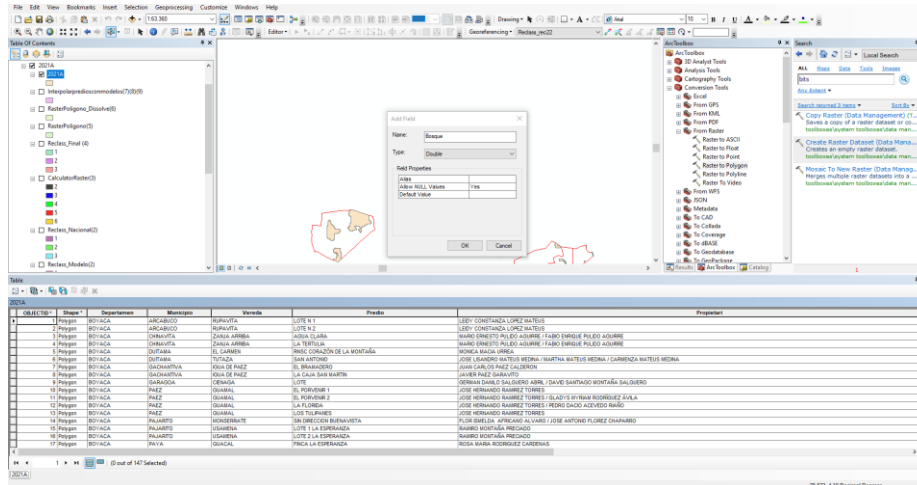 File Edit View Bookmarks Insert Selection Geoprocessing Customize Windows Help
1:63.360
Drawing
Arial
10
B I U
Editor
Georeferencing
Reclass_rec22
Table Of Contents
2021A
2021A
Interpolarprediosconmodelos(7)(8)(9)
RasterPoligono_Dissolve(6)
RasterPoligono(5)
Reclass_Final (4)
1
2
3
CalculatorRaster(3)
2
3
4
5
6
Reclass_Nacional(2)
1
2
3
Reclass_Modelo(2)
Add Field
Name: Bosque
Type: Double
Field Properties
Alias
Allow NULL Values Yes
Default Value
OK Cancel
ArcToolbox
ArcToolbox
3D Analyst Tools
Analysis Tools
Cartography Tools
Conversion Tools
Excel
From GPS
From KML
From PDF
From Raster
Raster to ASCII
Raster to Float
Raster to Point
Raster to Polygon
Raster to Polyline
Raster To Video
From WFS
JSON
Metadata
To CAD
To Collada
To Coverage
To dBASE
To Geodatabase
To GeoPackage
Results ArcToolbox Catalog
Search
Local Search
ALL Maps Data Tools Images
bits
Any Extent
Search returned 3 items Sort By
Copy Raster (Data Management) (T...
Saves a copy of a raster dataset or co...
toolboxes\system toolboxes\data man...
Create Raster Dataset (Data Mana...
Creates an empty raster dataset.
toolboxes\system toolboxes\data man...
Mosaic To New Raster (Data Manag...
Merges multiple raster datasets into a ...
toolboxes\system toolboxes\data man...
1
Table
2021A
OBJECTID * Shape * Departamen Municipio Vereda Predio Propietari
1 Polygon BOYACA ARCABUCO RUPAVITA LOTE N 1 LEIDY CONSTANZA LOPEZ MATEUS
2 Polygon BOYACA ARCABUCO RUPAVITA LOTE N 2 LEIDY CONSTANZA LOPEZ MATEUS
3 Polygon BOYACA CHINAVITA ZANJA ARRIBA AGUA CLARA MARIO ERNESTO PULIDO AGUIRRE / FABIO ENRIQUE PULIDO AGUIRRE
4 Polygon BOYACA CHINAVITA ZANJA ARRIBA LA TERTULIA MARIO ERNESTO PULIDO AGUIRRE / FABIO ENRIQUE PULIDO AGUIRRE
5 Polygon BOYACA DUITAMA EL CARMEN RNSC CORAZÓN DE LA MONTAÑA MONICA MACIA URREA
6 Polygon BOYACA DUITAMA TUTAZA SAN ANTONIO JOSE LISANDRO MATEUS MEDINA / MARTHA MATEUS MEDINA / CARMENZA MATEUS MEDINA
7 Polygon BOYACA GACHANTIVA IGUA DE PAEZ EL BRAMADERO JUAN CARLOS PAEZ CALDERON
8 Polygon BOYACA GACHANTIVA IGUA DE PAEZ LA CAJA SAN MARTIN JAVIER PAEZ GARAVITO
9 Polygon BOYACA GARAGOA CIENAGA LOTE GERMAN DANILO SALGUERO ABRIL / DAVID SANTIAGO MONTAÑA SALGUERO
10 Polygon BOYACA PAEZ GUAMAL EL PORVENIR 1 JOSE HERNANDO RAMIREZ TORRES
11 Polygon BOYACA PAEZ GUAMAL EL PORVENIR 2 JOSE HERNANDO RAMIREZ TORRES / GLADYS MYRIAM RODRIGUEZ ÁVILA
12 Polygon BOYACA PAEZ GUAMAL LA FLORIDA JOSE HERNANDO RAMIREZ TORRES / PEDRO DACIO ACEVEDO RIAÑO
13 Polygon BOYACA PAEZ GUAMAL LOS TULIPANES JOSE HERNANDO RAMIREZ TORRES
14 Polygon BOYACA PAJARITO MONSERRATE SIN DIRECCION BUENAVISTA FLOR ISMELDA AFRICANO ALVARO / JOSE ANTONIO FLOREZ CHAPARRO
15 Polygon BOYACA PAJARITO USAMENA LOTE 1 LA ESPERANZA RAMIRO MONTAÑA PRECIADO
16 Polygon BOYACA PAJARITO USAMENA LOTE 2 LA ESPERANZA RAMIRO MONTAÑA PRECIADO
17 Polygon BOYACA PAYA GUACAL FINCA LA ESPERANZA ROSA MARIA RODRIGUEZ CARDENAS
1 (0 out of 147 Selected)
2021A